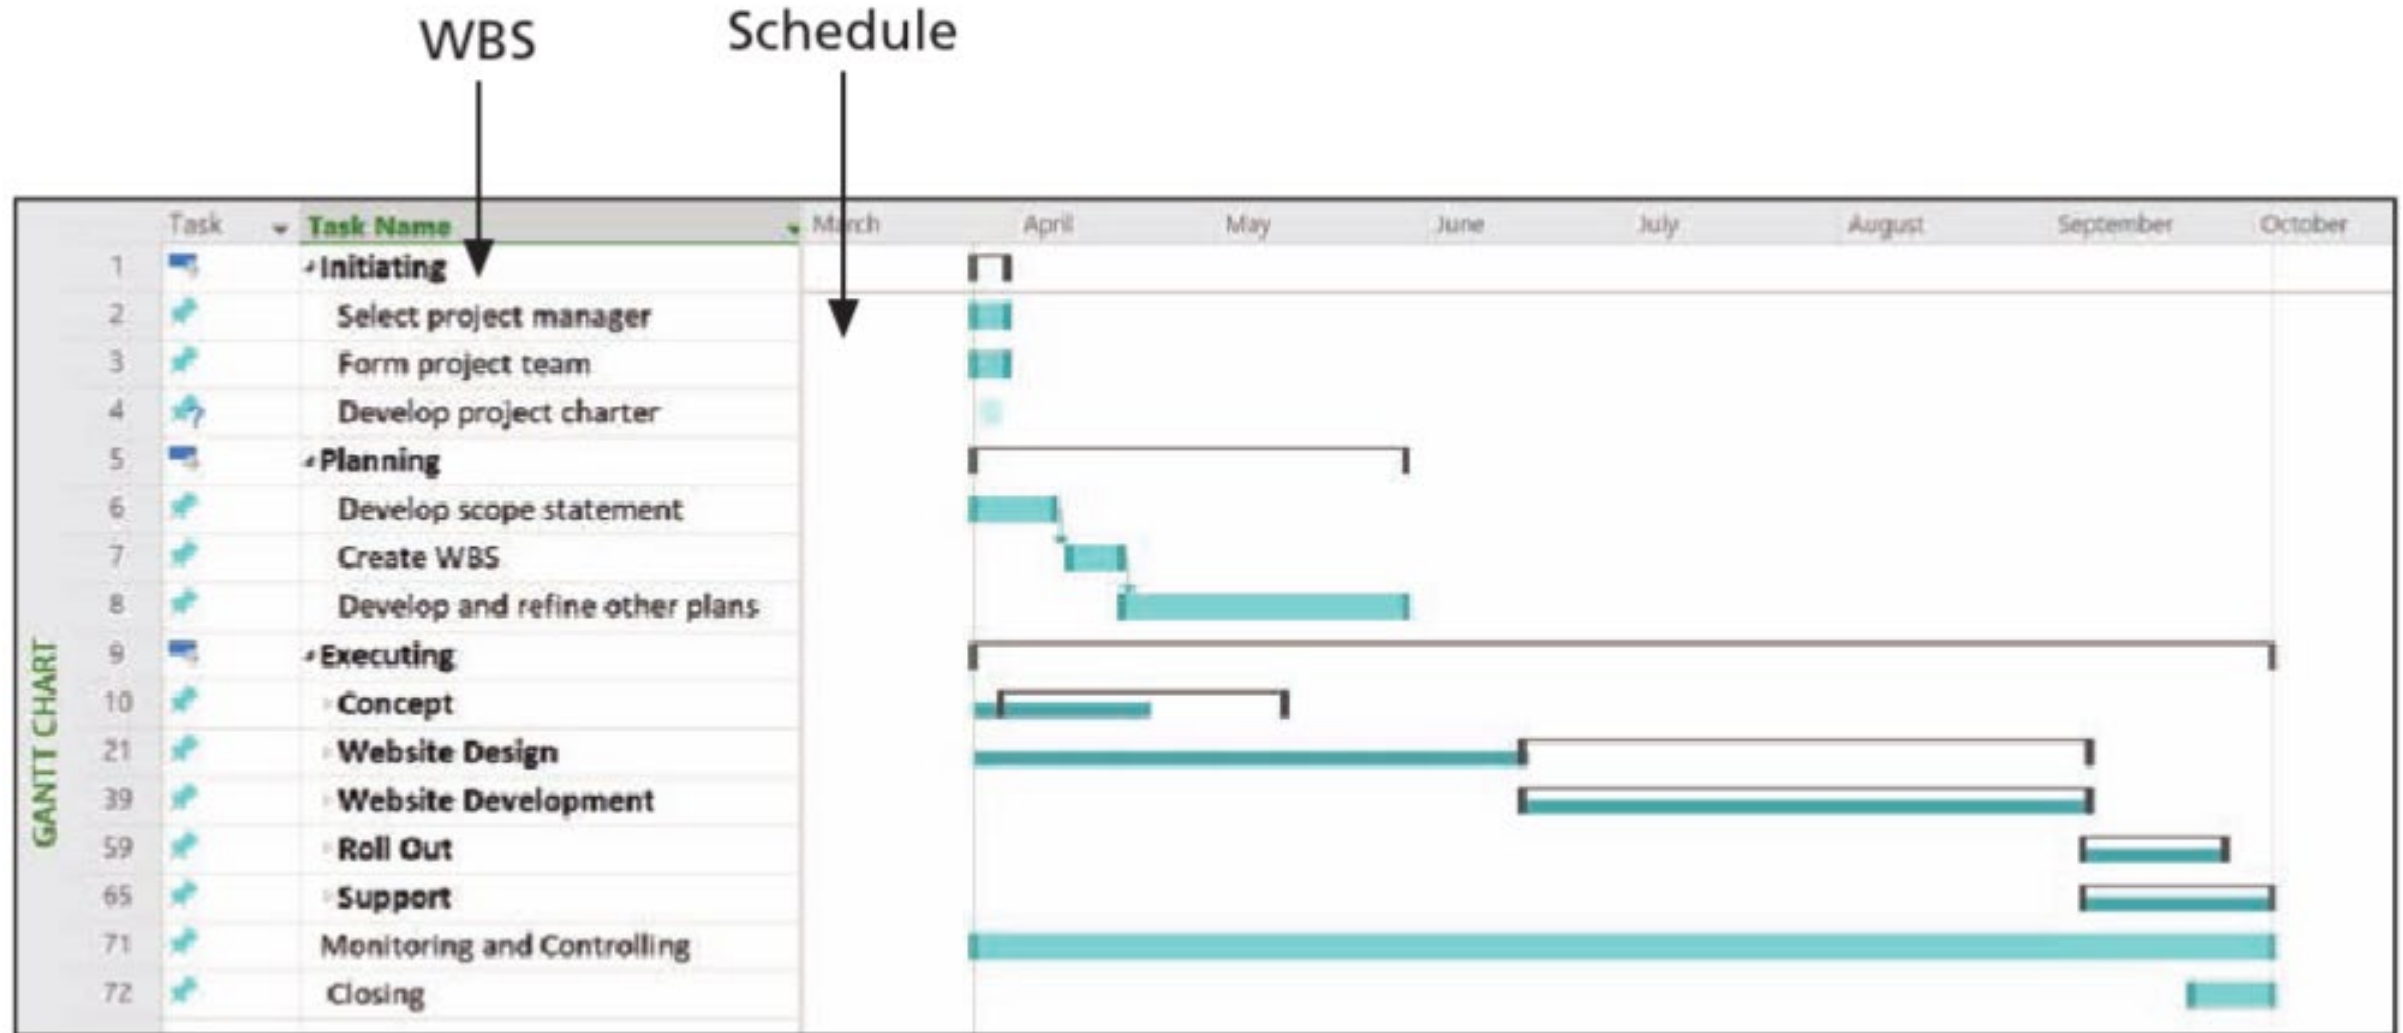 WBS Schedule
Task Task Name March April May June July August September October
1 Initiating
2 Select project manager
3 Form project team
4 Develop project charter
5 Planning
6 Develop scope statement
7 Create WBS
8 Develop and refine other plans
9 Executing
10 Concept
21 Website Design
39 Website Development
59 Roll Out
65 Support
71 Monitoring and Controlling
72 Closing
GANTT CHART